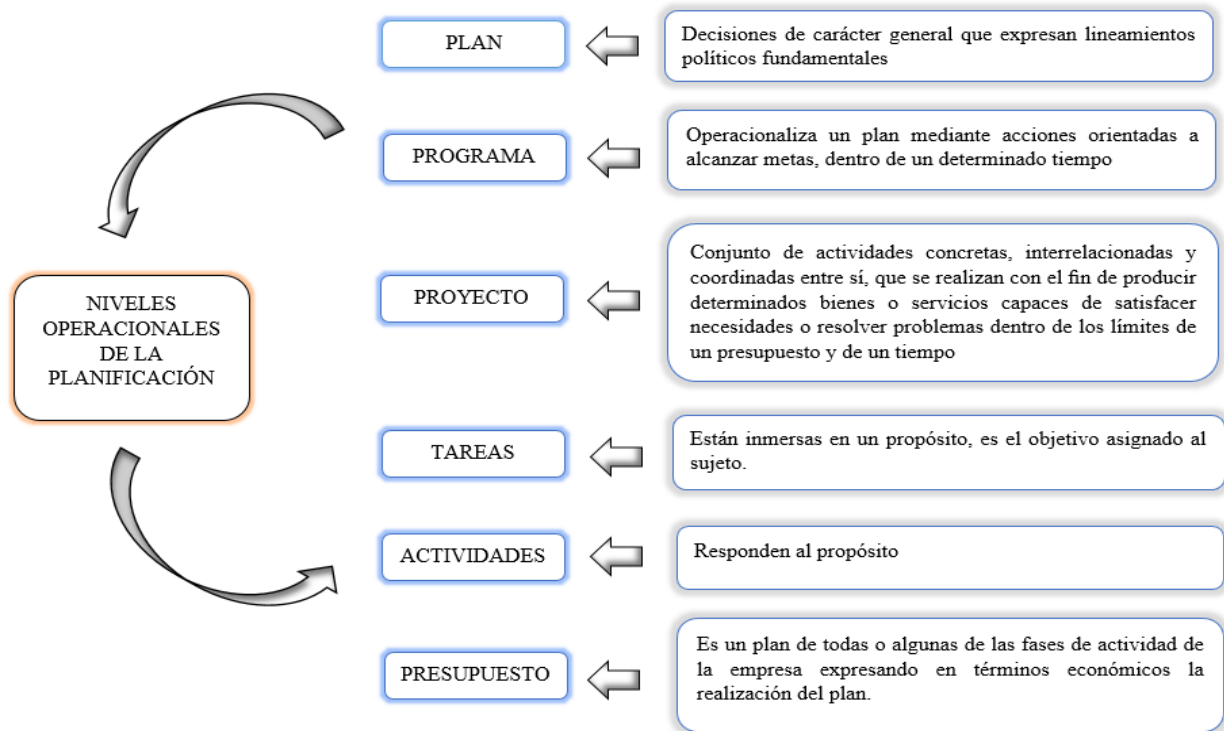 PLAN
Decisiones de carácter general que expresan lineamientos
políticos fundamentales
PROGRAMA
Operacionaliza un plan mediante acciones orientadas a
alcanzar metas, dentro de un determinado tiempo
NIVELES
OPERACIONALES
DE LA
PLANIFICACIÓN
PROYECTO
Conjunto de actividades concretas, interrelacionadas y
coordinadas entre sí, que se realizan con el fin de producir
determinados bienes o servicios capaces de satisfacer
necesidades o resolver problemas dentro de los límites de
un presupuesto y de un tiempo
TAREAS
Están inmersas en un propósito, es el objetivo asignado al
sujeto.
ACTIVIDADES
Responden al propósito
PRESUPUESTO
Es un plan de todas o algunas de las fases de actividad de
la empresa expresando en términos económicos la
realización del plan.